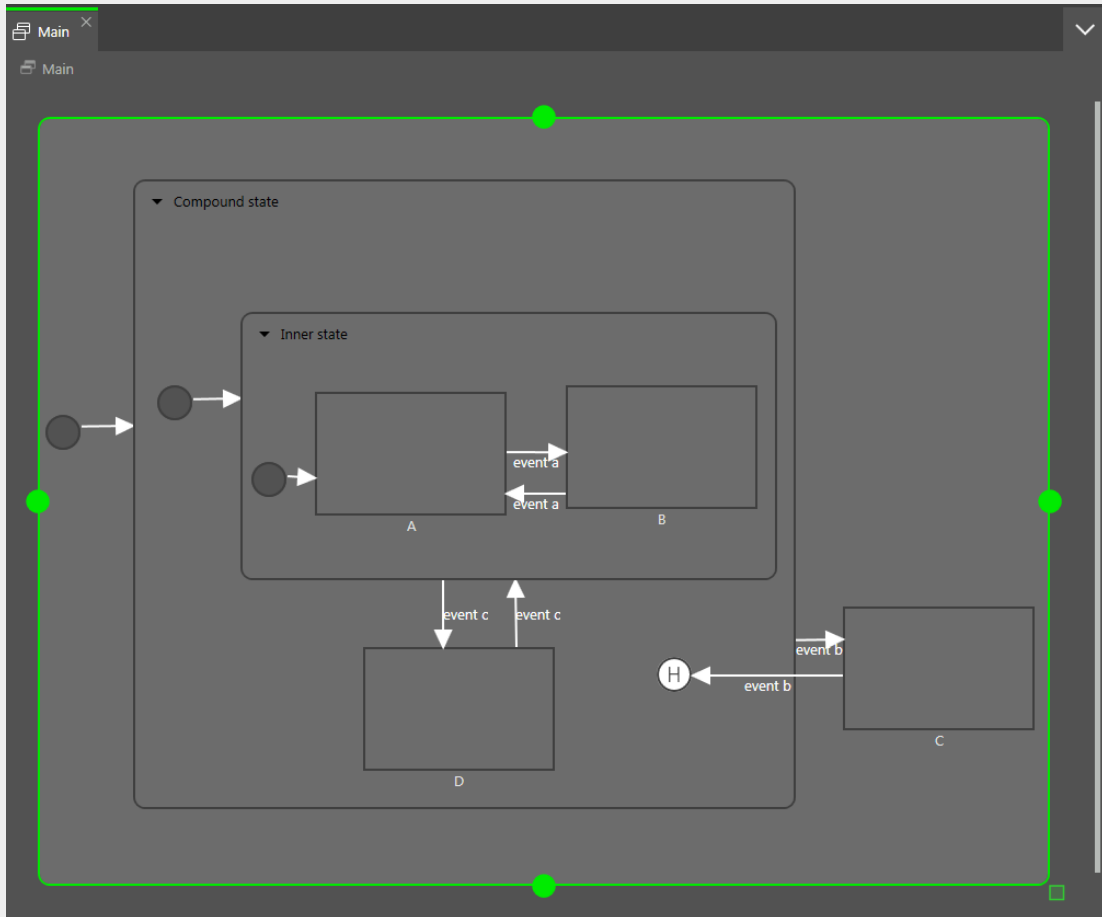 Main
Main
Compound state
Inner state
event a
event a
A
B
event c
event c
event b
H
event b
C
D